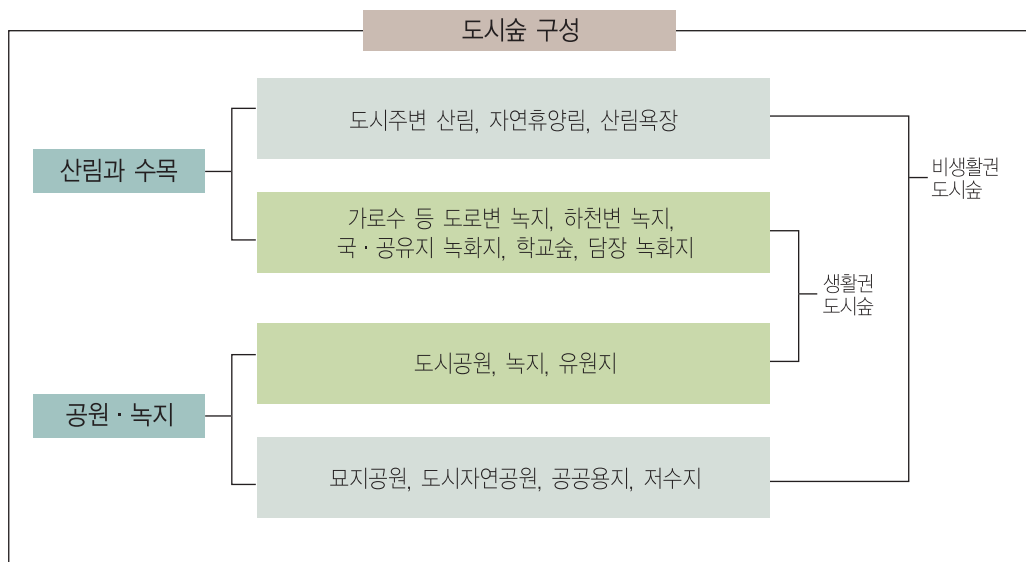 도시숲 구성
산림과 수목
도시주변 산림, 자연휴양림, 산림욕장
가로수 등 도로변 녹지, 하천변 녹지,
국·공유지 녹화지, 학교숲, 담장 녹화지
비생활권
도시숲
생활권
도시숲
공원·녹지
도시공원, 녹지, 유원지
묘지공원, 도시자연공원, 공공용지, 저수지